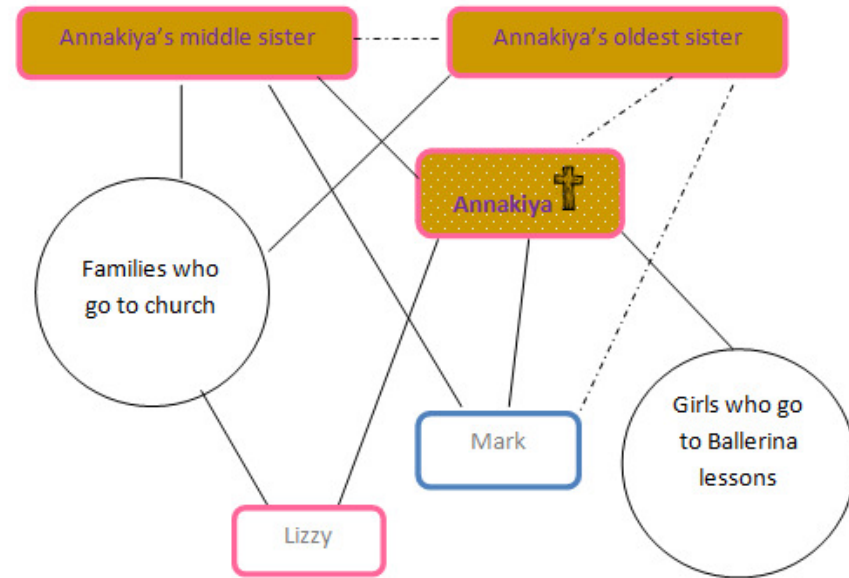 Annakiya’s middle sister
Annakiya’s oldest sister
Annakiya
Families who
go to church
Mark
Girls who go
to Ballerina
lessons
Lizzy